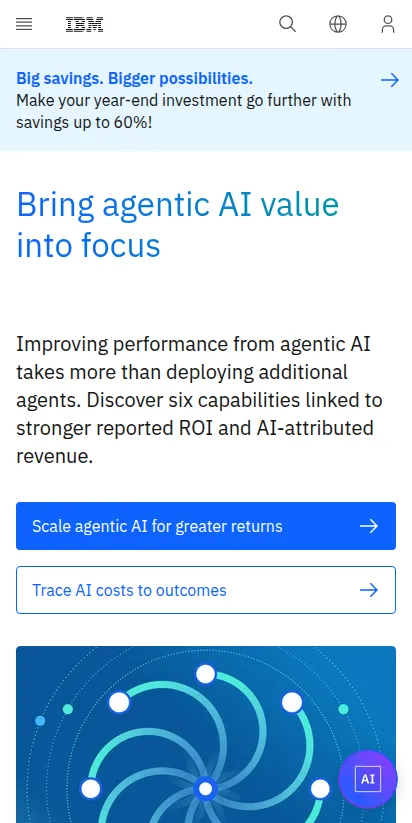 IBM
Big savings. Bigger possibilities.
Make your year-end investment go further with
savings up to 60%!
Bring agentic AI value
into focus
Improving performance from agentic AI
takes more than deploying additional
agents. Discover six capabilities linked to
stronger reported ROI and AI-attributed
revenue.
Scale agentic AI for greater returns
Trace AI costs to outcomes
AI